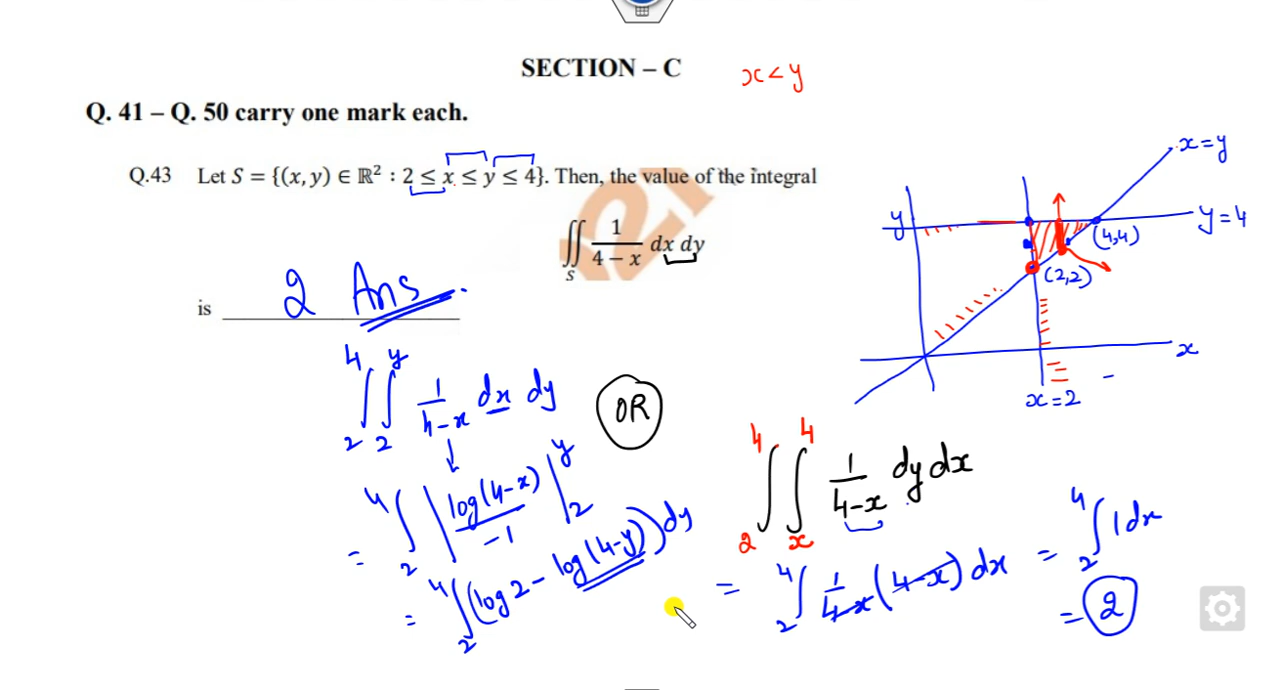 SECTION – C
x < y
Q. 41 – Q. 50 carry one mark each.
Q.43 Let S = {(x, y) ∈ ℝ² : 2 ≤ x ≤ y ≤ 4}. Then, the value of the integral
∬_S 1/(4 − x) dx dy
is 2 Ans.
x=y
y
y=4
(4,4)
(2,2)
x
x=2
∫_2^4 ∫_2^y 1/(4-x) dx dy
OR
= ∫_2^4 | log(4-x)/-1 |_2^y
= ∫_2^4 (log 2 - log(4-y)) dy
∫_2^4 ∫_x^4 1/(4-x) dy dx
= ∫_2^4 1/(4-x) (4-x) dx = ∫_2^4 1 dx
= 2